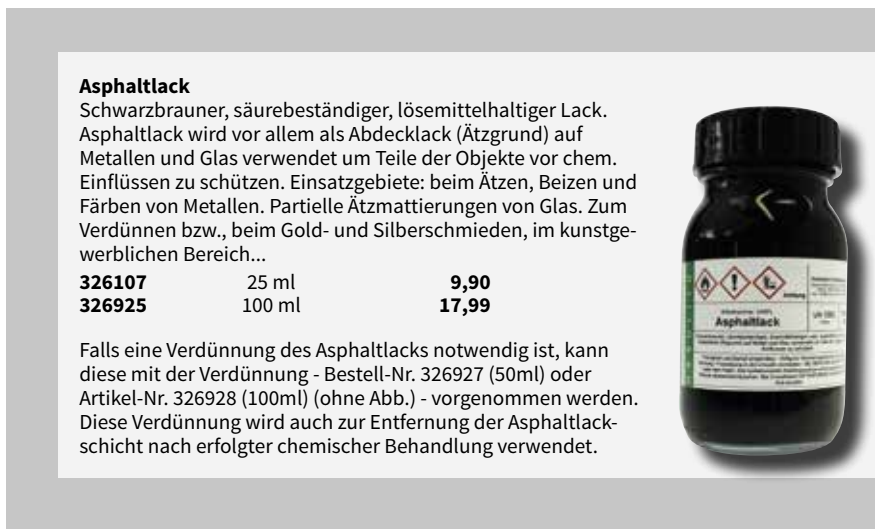 Asphaltlack
Schwarzbrauner, säurebeständiger, lösemittelhaltiger Lack.
Asphaltlack wird vor allem als Abdecklack (Ätzgrund) auf
Metallen und Glas verwendet um Teile der Objekte vor chem.
Einflüssen zu schützen. Einsatzgebiete: beim Ätzen, Beizen und
Färben von Metallen. Partielle Ätzmattierungen von Glas. Zum
Verdünnen bzw., beim Gold- und Silberschmieden, im kunstge-
werblichen Bereich...
326107 25 ml 9,90
326925 100 ml 17,99
Falls eine Verdünnung des Asphaltlacks notwendig ist, kann
diese mit der Verdünnung - Bestell-Nr. 326927 (50ml) oder
Artikel-Nr. 326928 (100ml) (ohne Abb.) - vorgenommen werden.
Diese Verdünnung wird auch zur Entfernung der Asphaltlack-
schicht nach erfolgter chemischer Behandlung verwendet.
Achtung
Asphaltlack